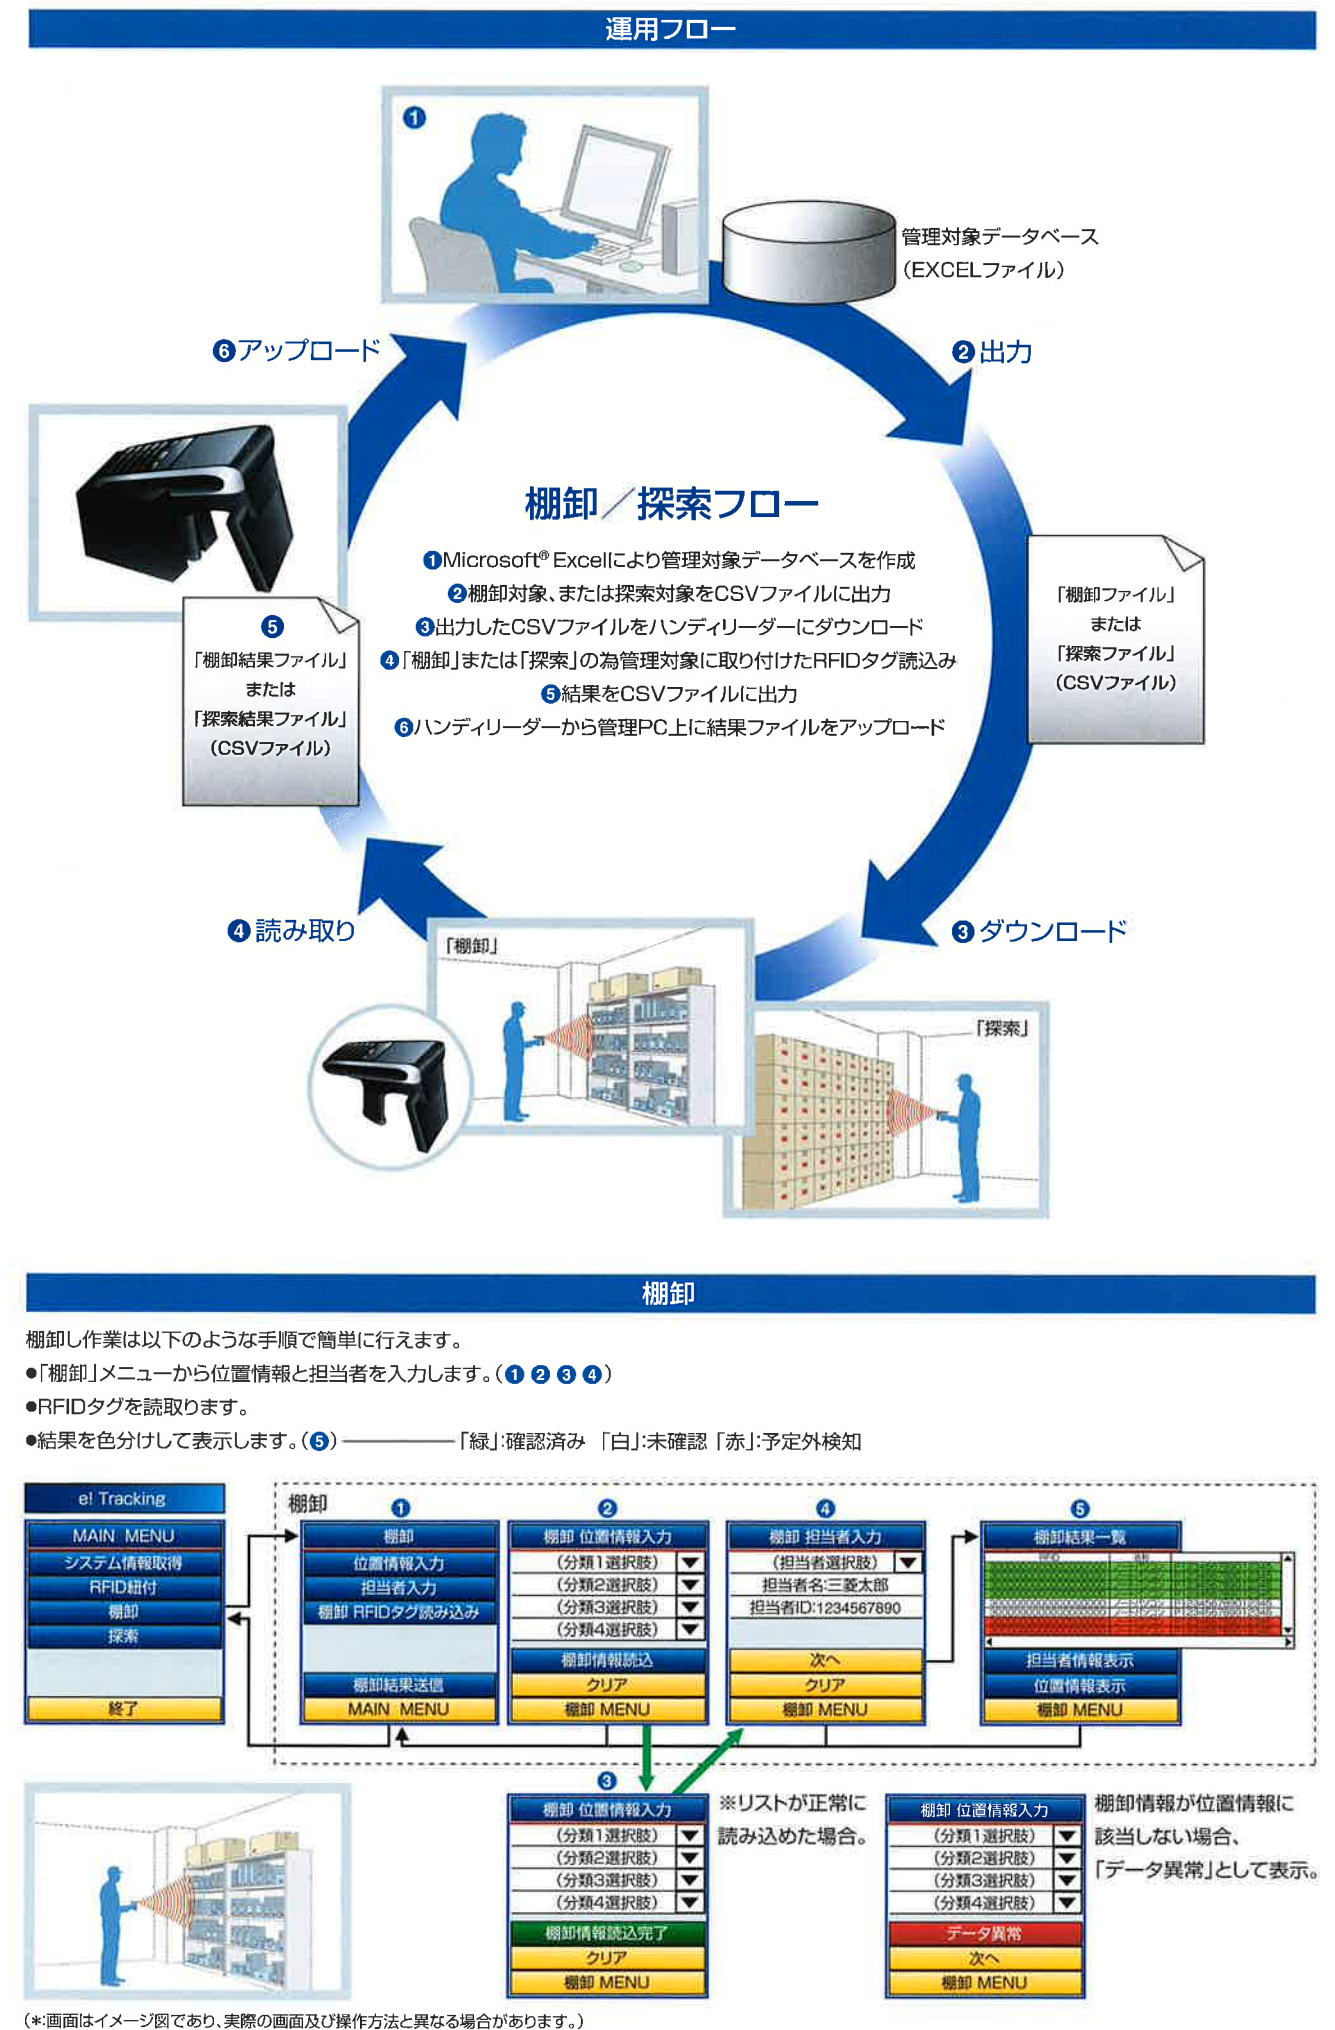 運用フロー
❶
管理対象データベース
（EXCELファイル）
❻アップロード
❷出力
棚卸／探索フロー
❶Microsoft® Excelにより管理対象データベースを作成
❷棚卸対象、または探索対象をCSVファイルに出力
❸出力したCSVファイルをハンディリーダーにダウンロード
❹「棚卸」または「探索」の為管理対象に取り付けたRFIDタグ読込み
❺結果をCSVファイルに出力
❻ハンディリーダーから管理PC上に結果ファイルをアップロード
「棚卸ファイル」
または
「探索ファイル」
（CSVファイル）
❺
「棚卸結果ファイル」
または
「探索結果ファイル」
（CSVファイル）
❹読み取り
❸ダウンロード
「棚卸」
「探索」
棚卸
棚卸し作業は以下のような手順で簡単に行えます。
●「棚卸」メニューから位置情報と担当者を入力します。（❶ ❷ ❸ ❹）
●RFIDタグを読取ります。
●結果を色分けして表示します。（❺）————「緑」:確認済み 「白」:未確認 「赤」:予定外検知
e! Tracking
MAIN MENU
システム情報取得
RFID紐付
棚卸
探索
終了
棚卸
❶
棚卸
位置情報入力
担当者入力
棚卸 RFIDタグ読み込み
棚卸結果送信
MAIN MENU
❷
棚卸 位置情報入力
（分類1選択肢）▼
（分類2選択肢）▼
（分類3選択肢）▼
（分類4選択肢）▼
棚卸情報読込
クリア
棚卸 MENU
❹
棚卸 担当者入力
（担当者選択肢）▼
担当者名:三菱太郎
担当者ID:1234567890
次へ
クリア
棚卸 MENU
❺
棚卸結果一覧
担当者情報表示
位置情報表示
棚卸 MENU
❸
棚卸 位置情報入力
（分類1選択肢）▼
（分類2選択肢）▼
（分類3選択肢）▼
（分類4選択肢）▼
棚卸情報読込完了
クリア
棚卸 MENU
※リストが正常に
読み込めた場合。
棚卸 位置情報入力
（分類1選択肢）▼
（分類2選択肢）▼
（分類3選択肢）▼
（分類4選択肢）▼
データ異常
次へ
棚卸 MENU
棚卸情報が位置情報に
該当しない場合、
「データ異常」として表示。
（*:画面はイメージ図であり、実際の画面及び操作方法と異なる場合があります。）